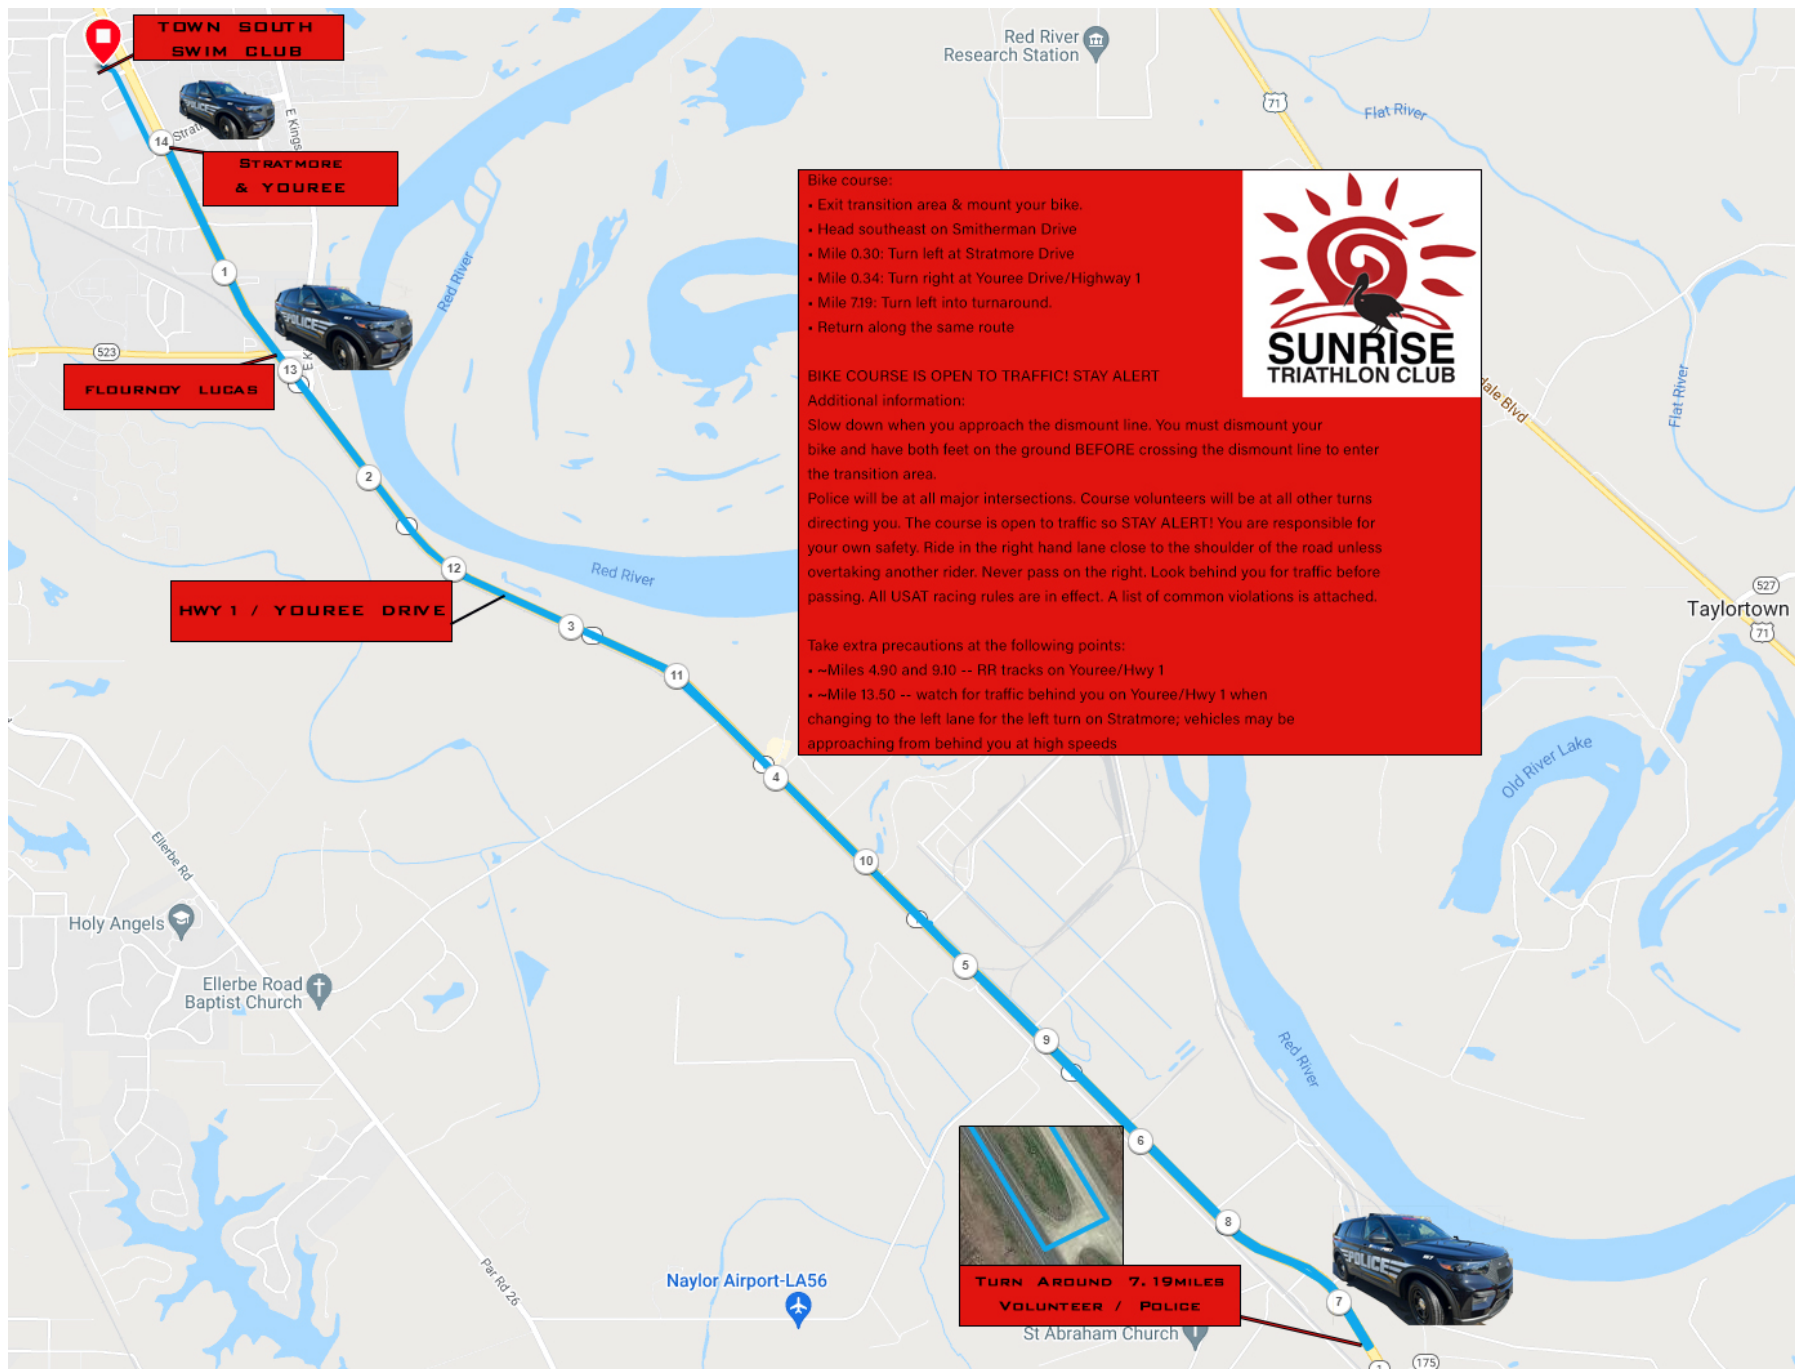 TOWN SOUTH
SWIM CLUB
Red River
Research Station
71
Flat River
E Kings
POLICE
14
STRATMORE
& YOUREE
Bike course:
• Exit transition area & mount your bike.
• Head southeast on Smitherman Drive
• Mile 0.30: Turn left at Stratmore Drive
• Mile 0.34: Turn right at Youree Drive/Highway 1
• Mile 7.19: Turn left into turnaround.
• Return along the same route
BIKE COURSE IS OPEN TO TRAFFIC! STAY ALERT
Additional information:
Slow down when you approach the dismount line. You must dismount your
bike and have both feet on the ground BEFORE crossing the dismount line to enter
the transition area.
Police will be at all major intersections. Course volunteers will be at all other turns
directing you. The course is open to traffic so STAY ALERT! You are responsible for
your own safety. Ride in the right hand lane close to the shoulder of the road unless
overtaking another rider. Never pass on the right. Look behind you for traffic before
passing. All USAT racing rules are in effect. A list of common violations is attached.
Take extra precautions at the following points:
• ~Miles 4.90 and 9.10 -- RR tracks on Youree/Hwy 1
• ~Mile 13.50 -- watch for traffic behind you on Youree/Hwy 1 when
changing to the left lane for the left turn on Stratmore; vehicles may be
approaching from behind you at high speeds
SUNRISE
TRIATHLON CLUB
Red River
1
POLICE
523
13
FLOURNOY LUCAS
dale Blvd
Flat River
2
12
Red River
HWY 1 / YOUREE DRIVE
3
11
527
Taylortown
71
4
Old River Lake
Ellerbe Rd
10
Holy Angels
5
Ellerbe Road
Baptist Church
9
Red River
6
8
POLICE
Par Rd 26
Naylor Airport-LA56
TURN AROUND 7.19MILES
VOLUNTEER / POLICE
7
St Abraham Church
1
175